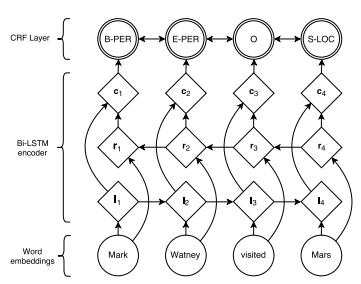 CRF Layer
B-PER E-PER O S-LOC
c1 c2 c3 c4
Bi-LSTM
encoder
r1 r2 r3 r4
l1 l2 l3 l4
Word
embeddings
Mark Watney visited Mars